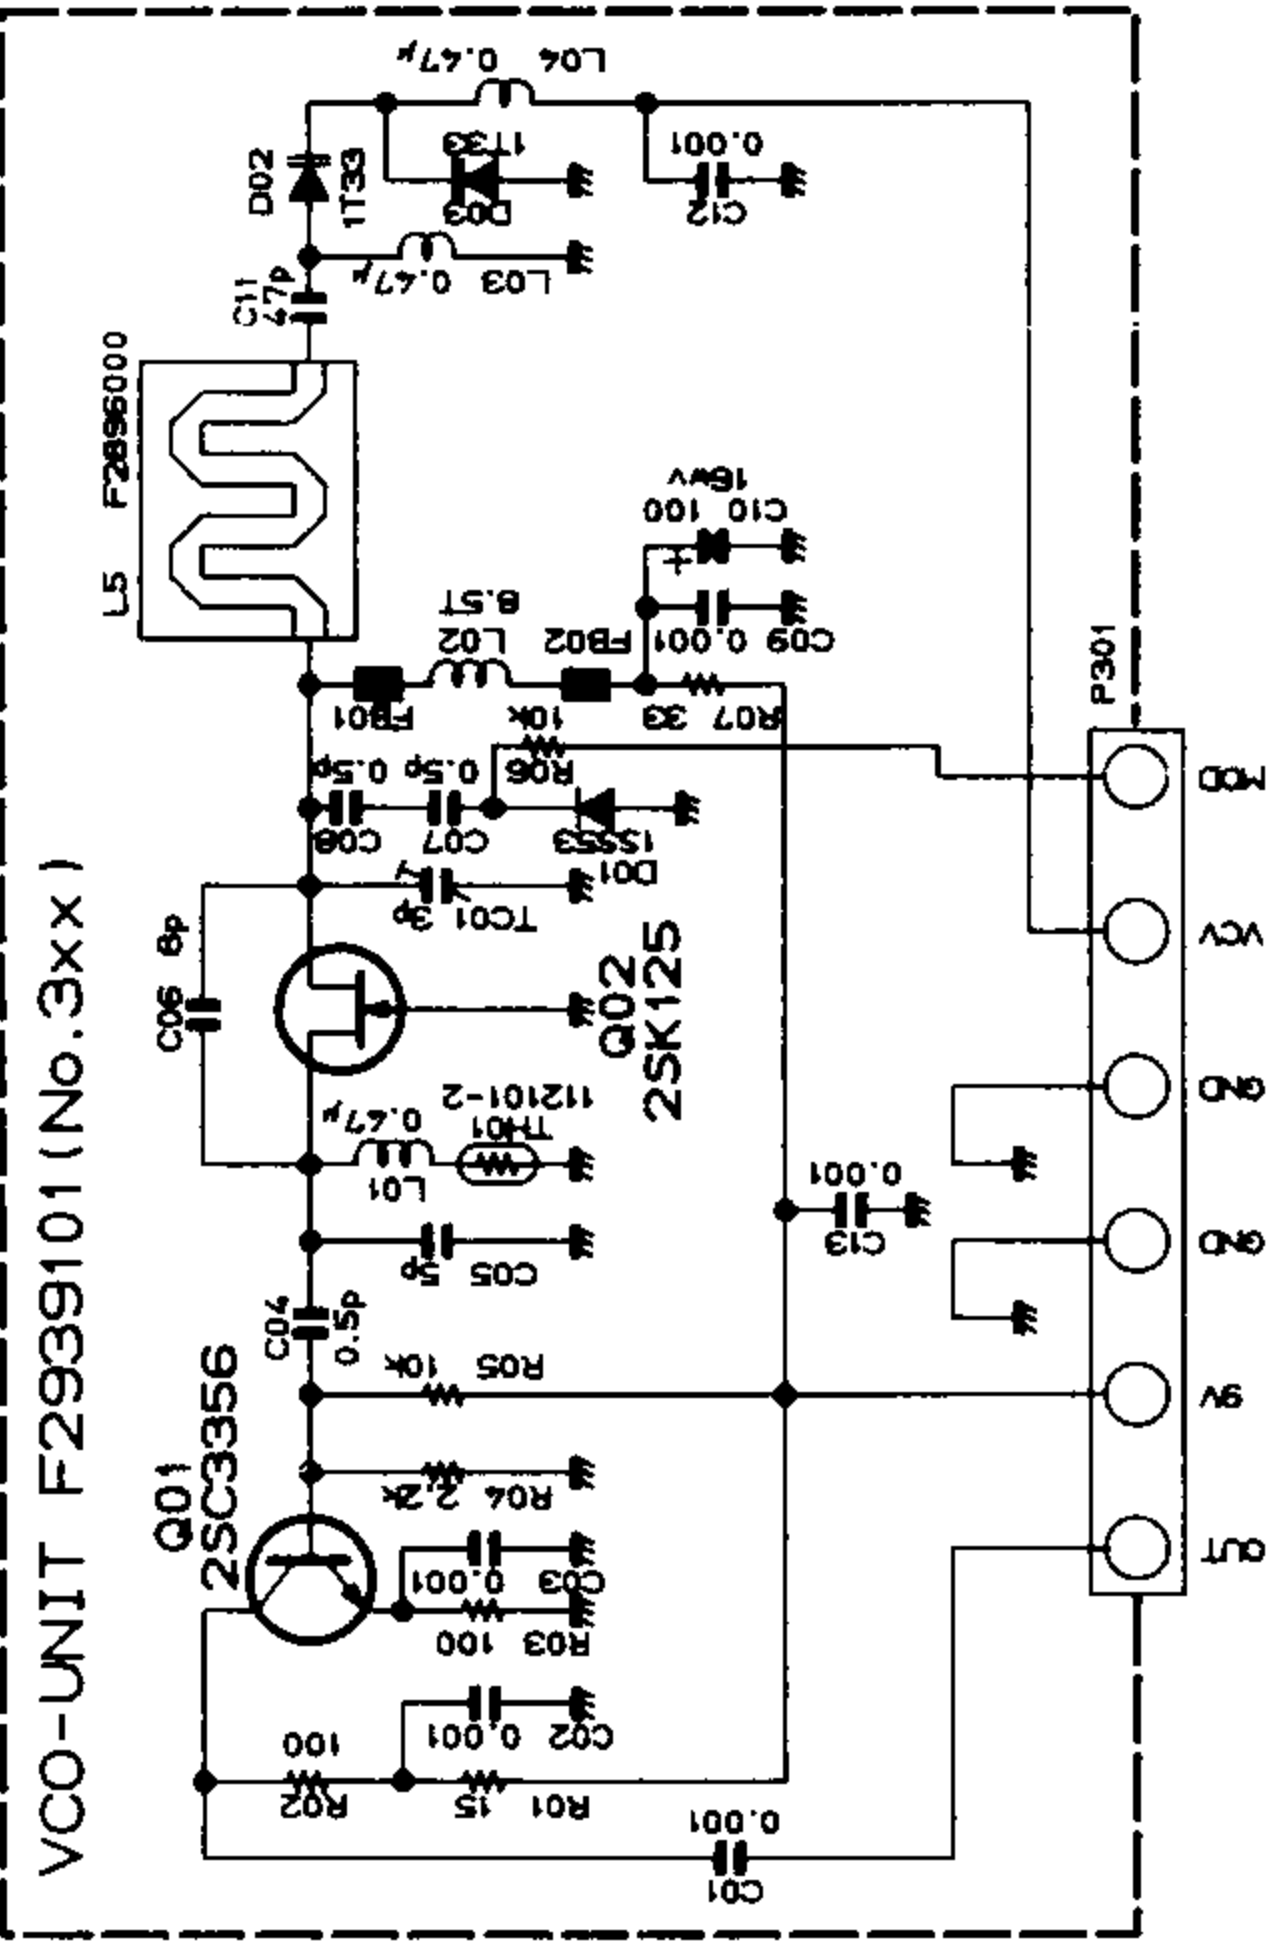 VCO-UNIT F2939101(No.3xx)
L04
0.47μ
D02
1T33
1T33
D03
0.001
C12
0.47μ
L03
C11
47p
L5 F2896000
16wv
C10 100
8.5T
L02
FB02
0.001
C09
FB01
10k
R06
33
R07
0.5p
0.5p
C08
C07
1SS53
D01
3p
TC01
C06 8p
Q02
2SK125
112101-2
TH01
0.47μ
L01
5p
C05
C04
0.5p
0.001
C13
10k
R05
Q01
2SC3356
2.2k
R04
0.001
C03
100
R03
0.001
C02
100
R02
15
R01
0.001
C01
P301
MOD
VCV
GND
GND
9V
OUT